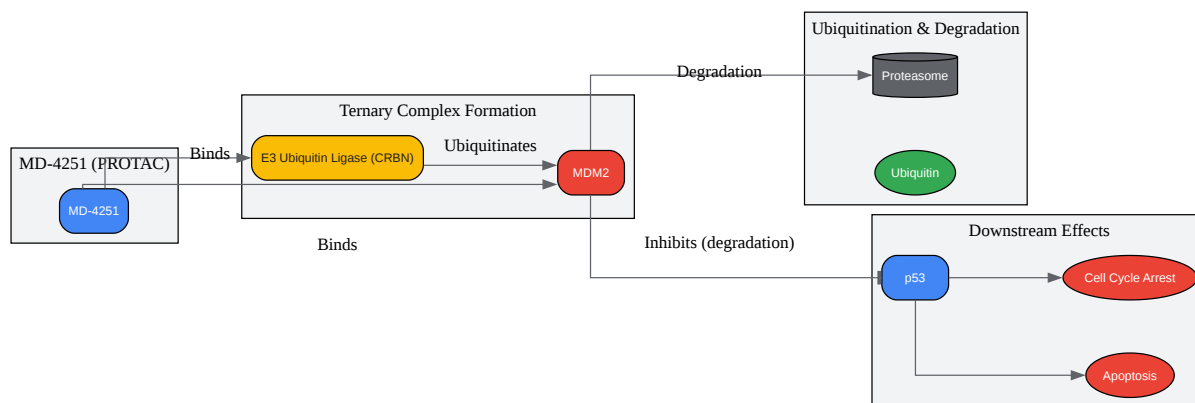 Ubiquitination & Degradation
Proteasome
Degradation
Ternary Complex Formation
E3 Ubiquitin Ligase (CRBN)
Ubiquitinates
Binds
MD-4251 (PROTAC)
MDM2
Ubiquitin
MD-4251
Binds
Inhibits (degradation)
Downstream Effects
p53
Cell Cycle Arrest
Apoptosis